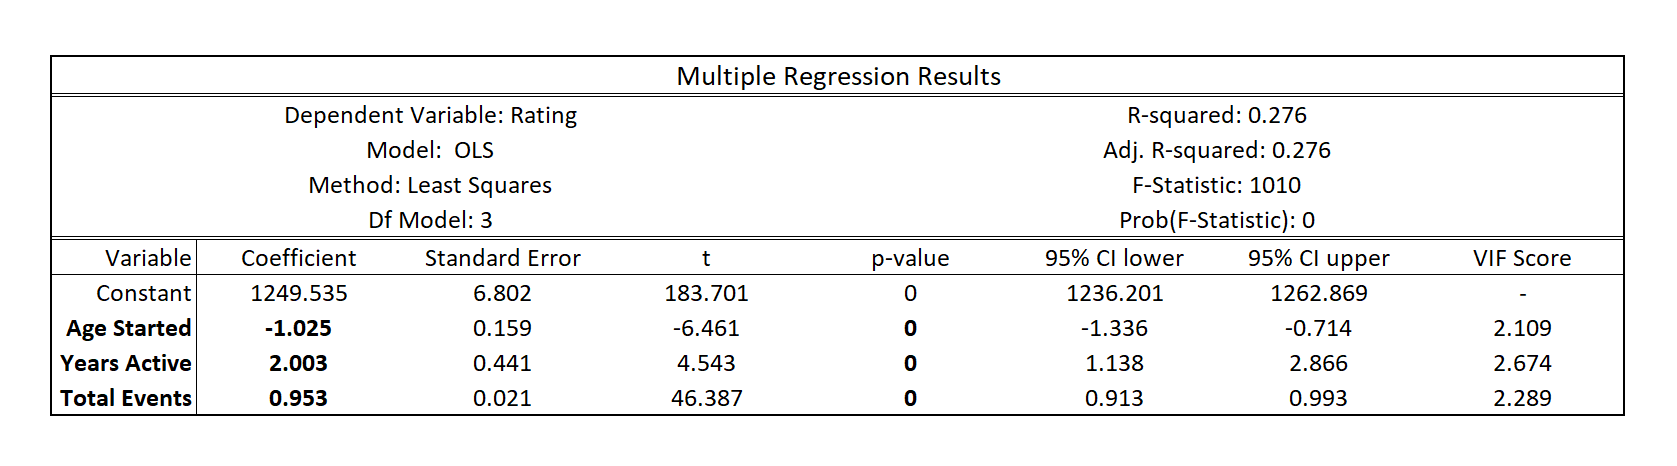 Multiple Regression Results
Dependent Variable: Rating R-squared: 0.276
Model:  OLS Adj. R-squared: 0.276
Method: Least Squares F-Statistic: 1010
Df Model: 3 Prob(F-Statistic): 0
Variable Coefficient Standard Error t p-value 95% CI lower 95% CI upper VIF Score
Constant 1249.535 6.802 183.701 0 1236.201 1262.869 -
Age Started -1.025 0.159 -6.461 0 -1.336 -0.714 2.109
Years Active 2.003 0.441 4.543 0 1.138 2.866 2.674
Total Events 0.953 0.021 46.387 0 0.913 0.993 2.289